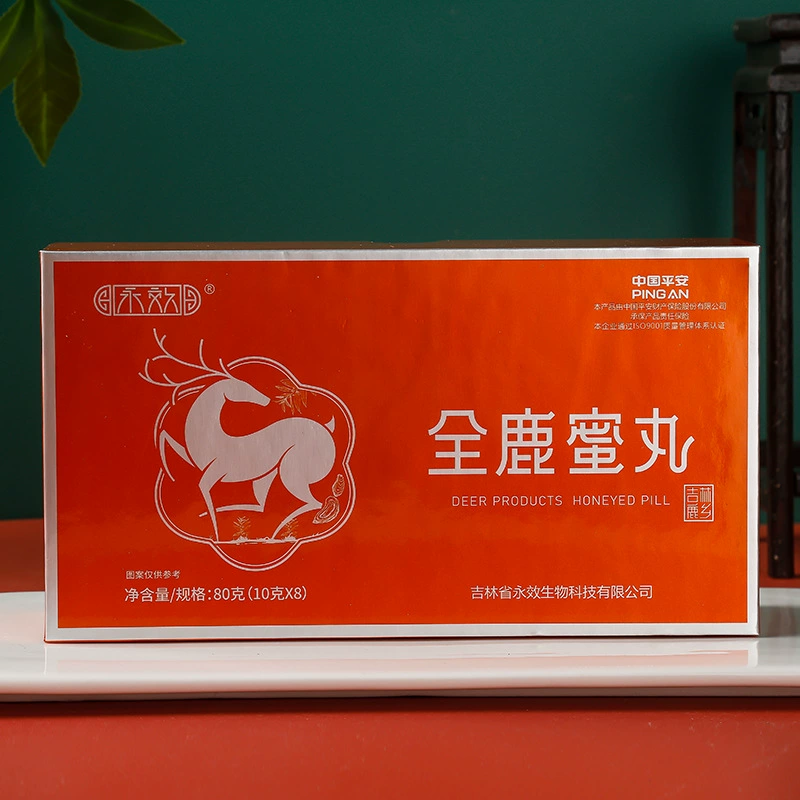 永效®
中国平安
PINGAN
本产品由中国平安财产保险股份有限公司
承保产品责任保险
本企业通过ISO9001质量管理体系认证
全鹿蜜丸
DEER PRODUCTS HONEYED PILL
吉林
鹿乡
图案仅供参考
净含量/规格:80克(10克X8)
吉林省永效生物科技有限公司